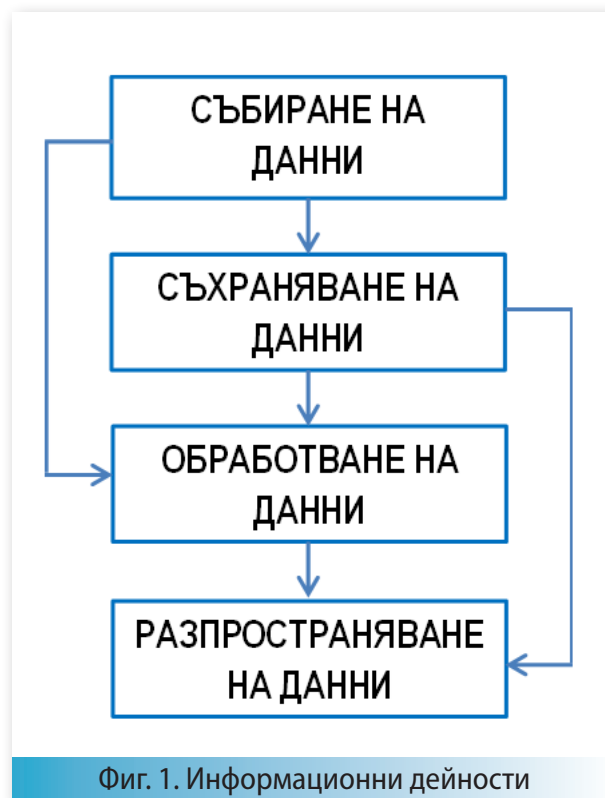 СЪБИРАНЕ НА
ДАННИ
СЪХРАНЯВАНЕ НА
ДАННИ
ОБРАБОТВАНЕ НА
ДАННИ
РАЗПРОСТРАНЯВАНЕ
НА ДАННИ
Фиг. 1. Информационни дейности